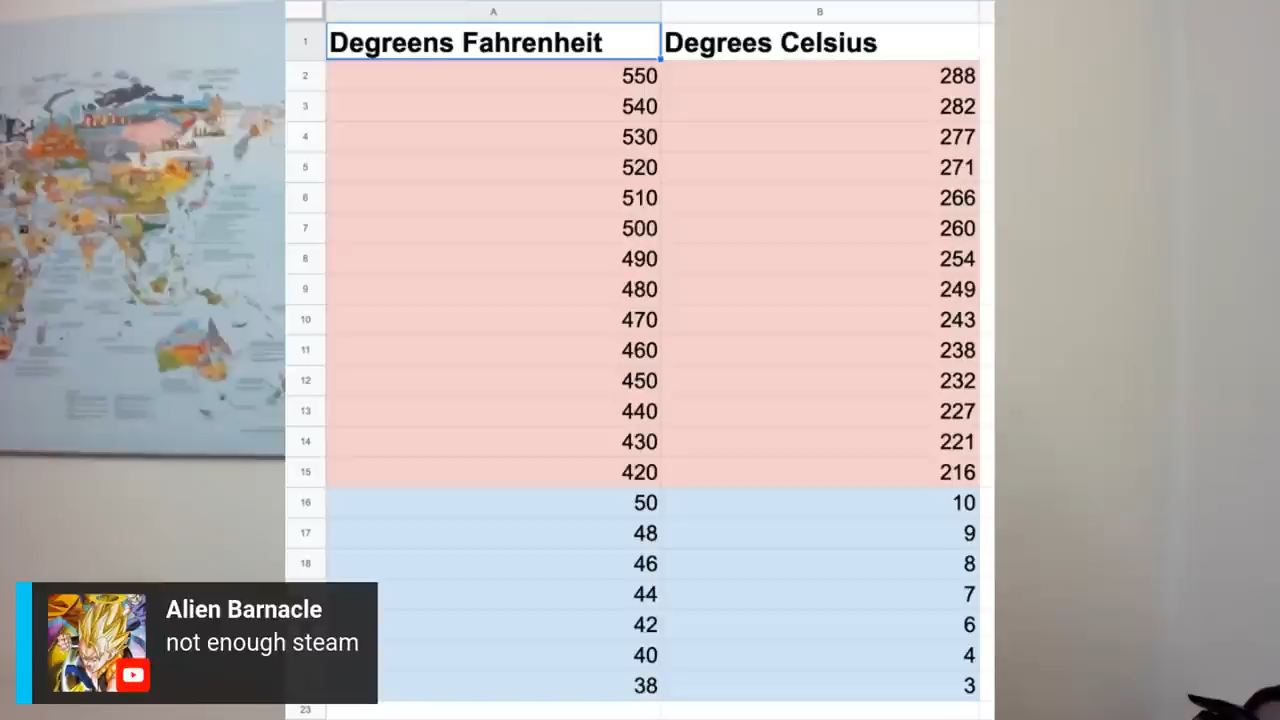 A B
1 Degreens Fahrenheit Degrees Celsius
2 550 288
3 540 282
4 530 277
5 520 271
6 510 266
7 500 260
8 490 254
9 480 249
10 470 243
11 460 238
12 450 232
13 440 227
14 430 221
15 420 216
16 50 10
17 48 9
18 46 8
44 7
42 6
40 4
38 3
23
Alien Barnacle
not enough steam